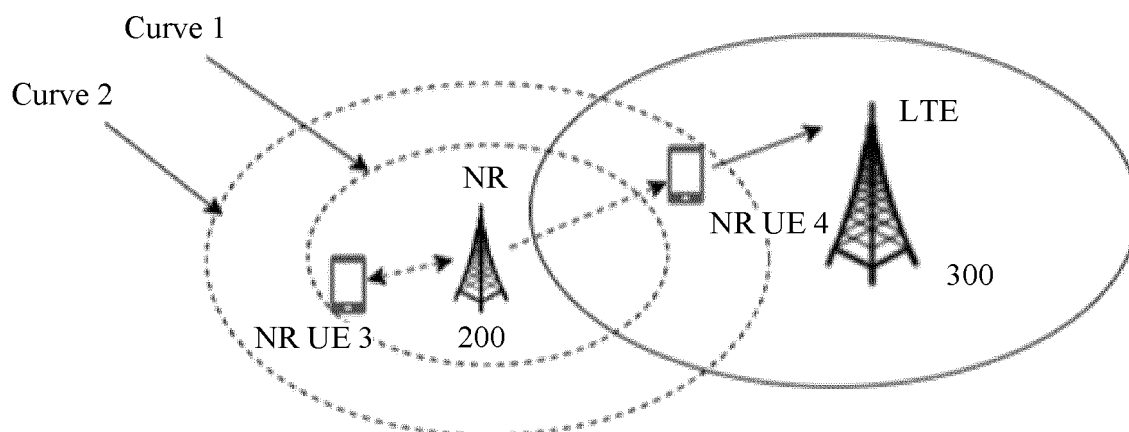 Curve 1
Curve 2
LTE
NR
NR UE 4
300
NR UE 3
200